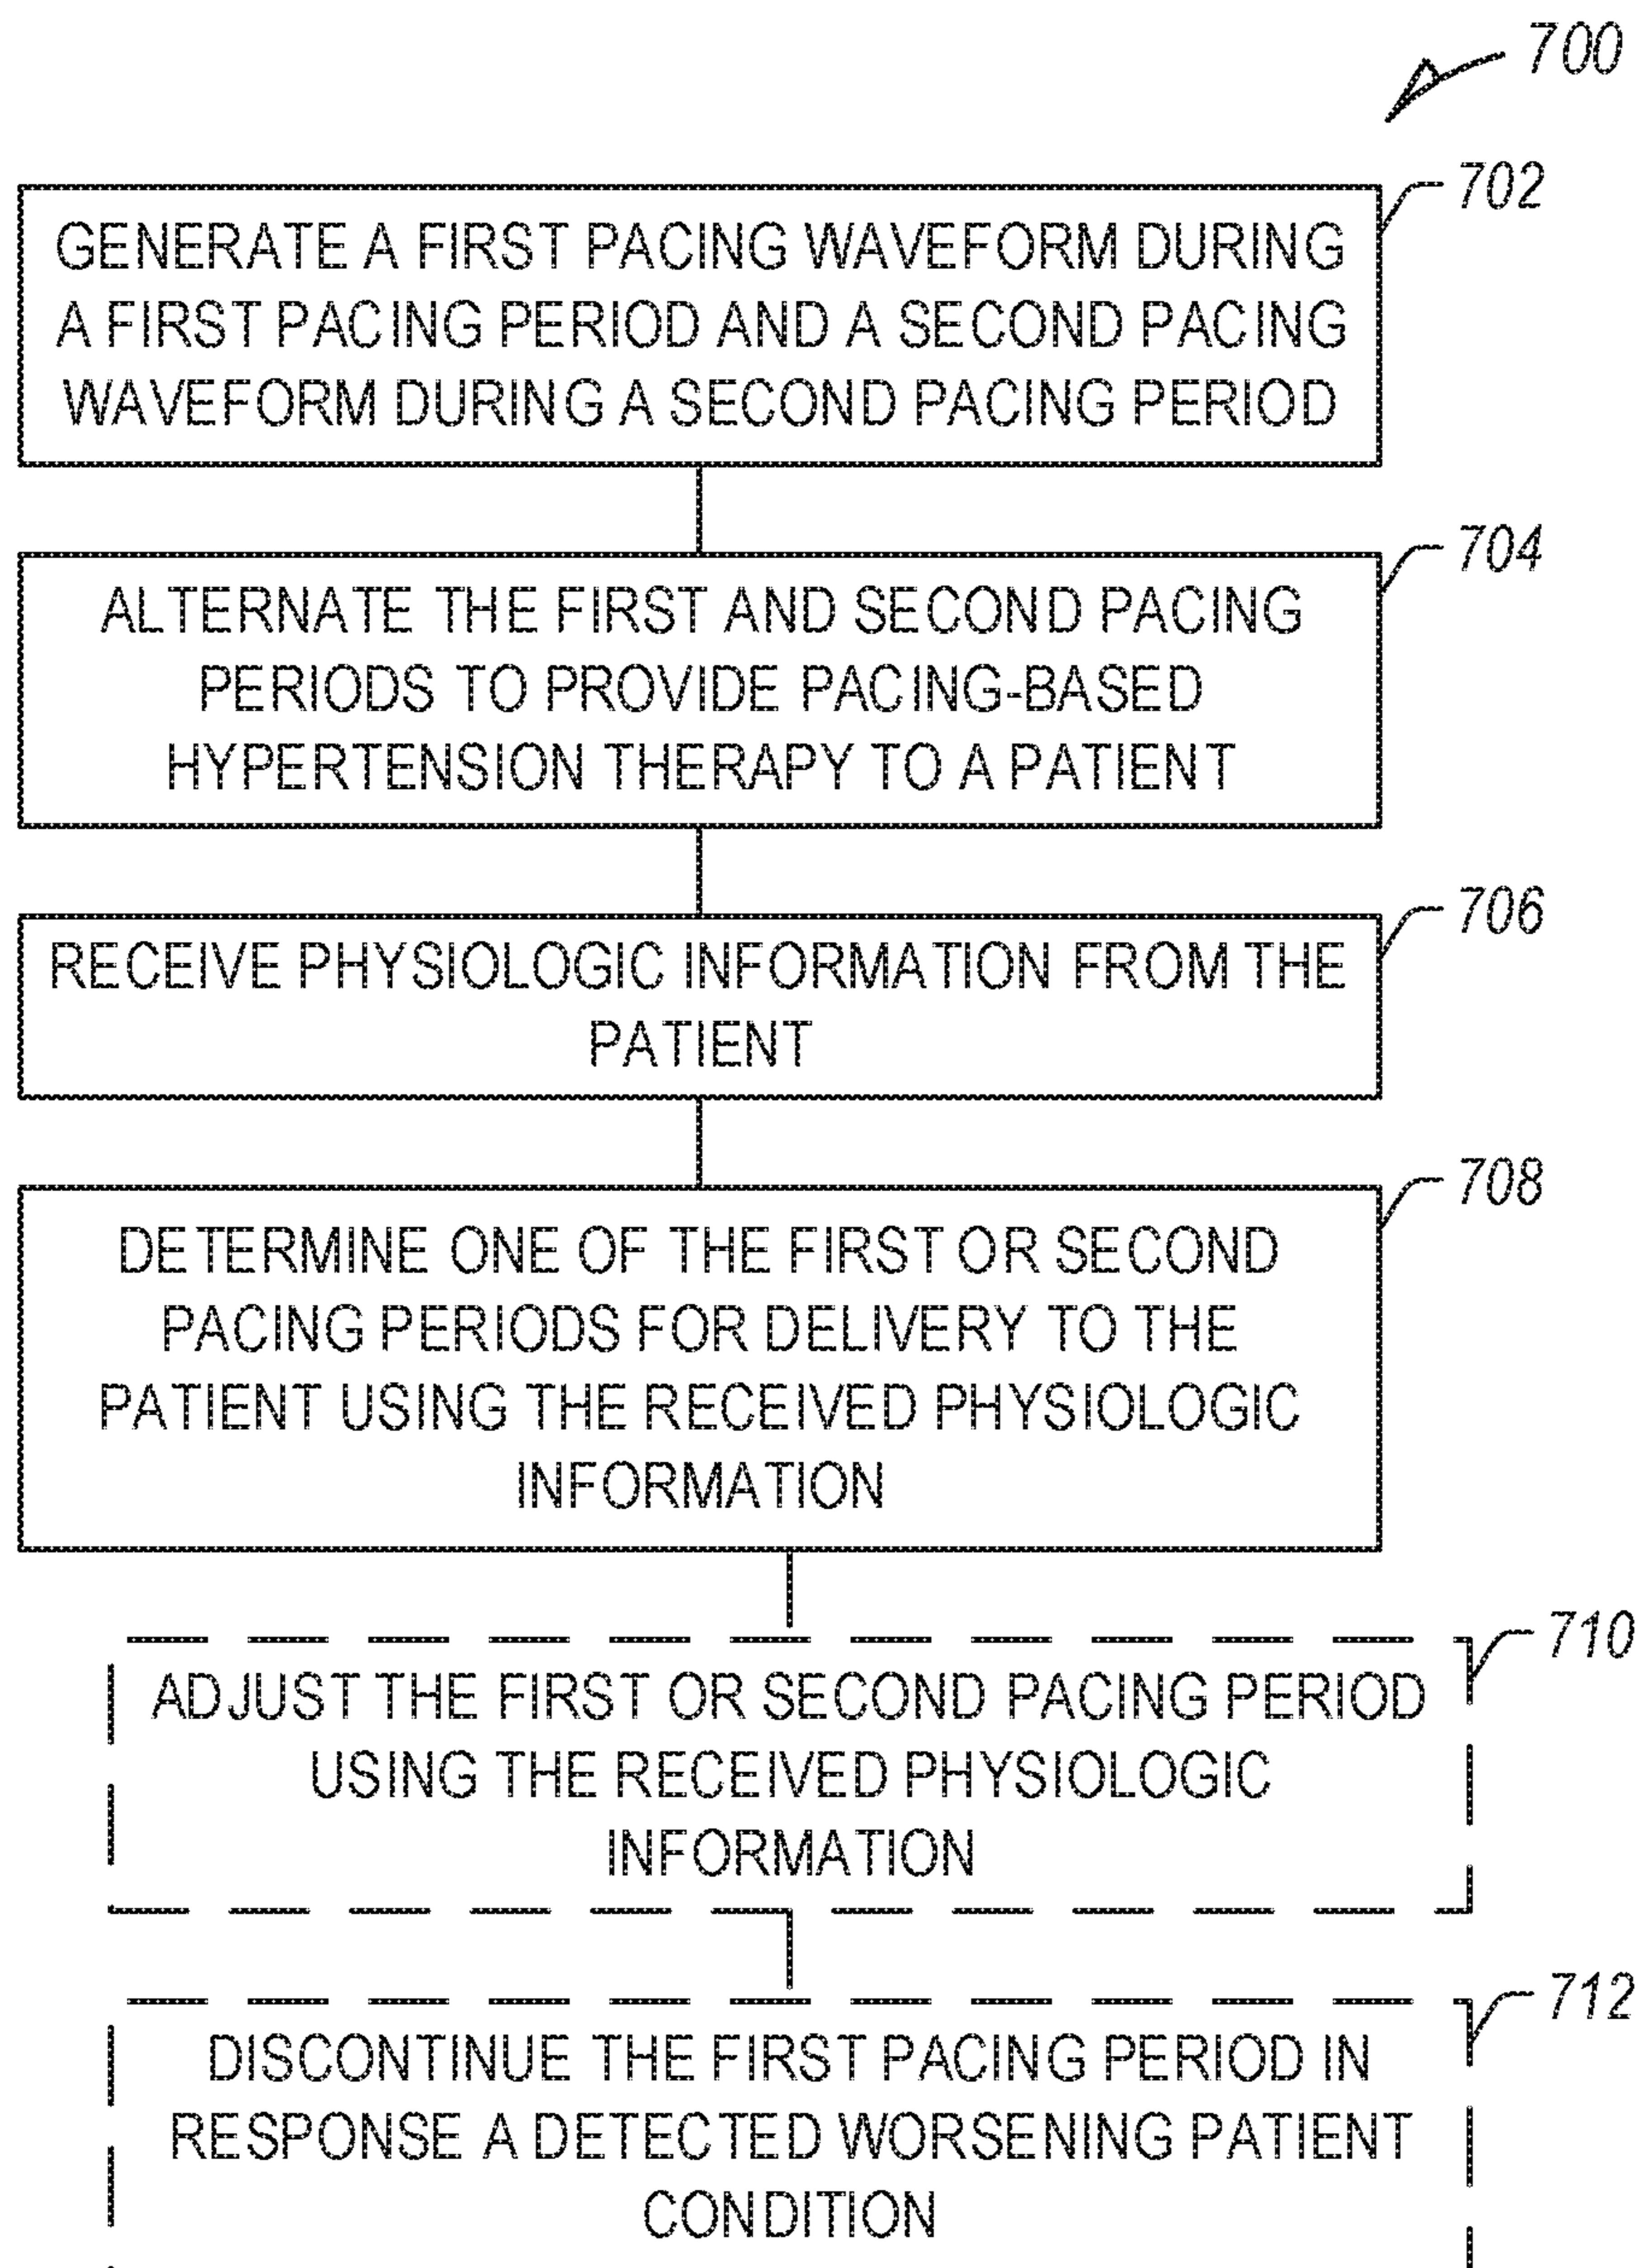 700
702
GENERATE A FIRST PACING WAVEFORM DURING
A FIRST PACING PERIOD AND A SECOND PACING
WAVEFORM DURING A SECOND PACING PERIOD
704
ALTERNATE THE FIRST AND SECOND PACING
PERIODS TO PROVIDE PACING-BASED
HYPERTENSION THERAPY TO A PATIENT
706
RECEIVE PHYSIOLOGIC INFORMATION FROM THE
PATIENT
708
DETERMINE ONE OF THE FIRST OR SECOND
PACING PERIODS FOR DELIVERY TO THE
PATIENT USING THE RECEIVED PHYSIOLOGIC
INFORMATION
710
ADJUST THE FIRST OR SECOND PACING PERIOD
USING THE RECEIVED PHYSIOLOGIC
INFORMATION
712
DISCONTINUE THE FIRST PACING PERIOD IN
RESPONSE A DETECTED WORSENING PATIENT
CONDITION